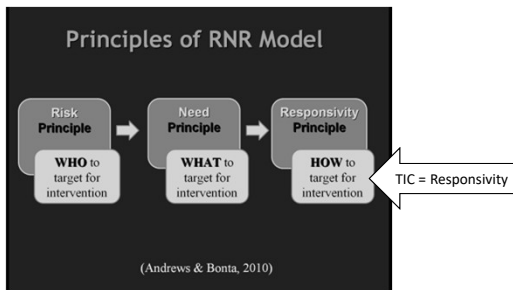 Principles of RNR Model
Risk
Principle
WHO to
target for
intervention
Need
Principle
WHAT to
target for
intervention
Responsivity
Principle
HOW to
target for
intervention
TIC = Responsivity
(Andrews & Bonta, 2010)